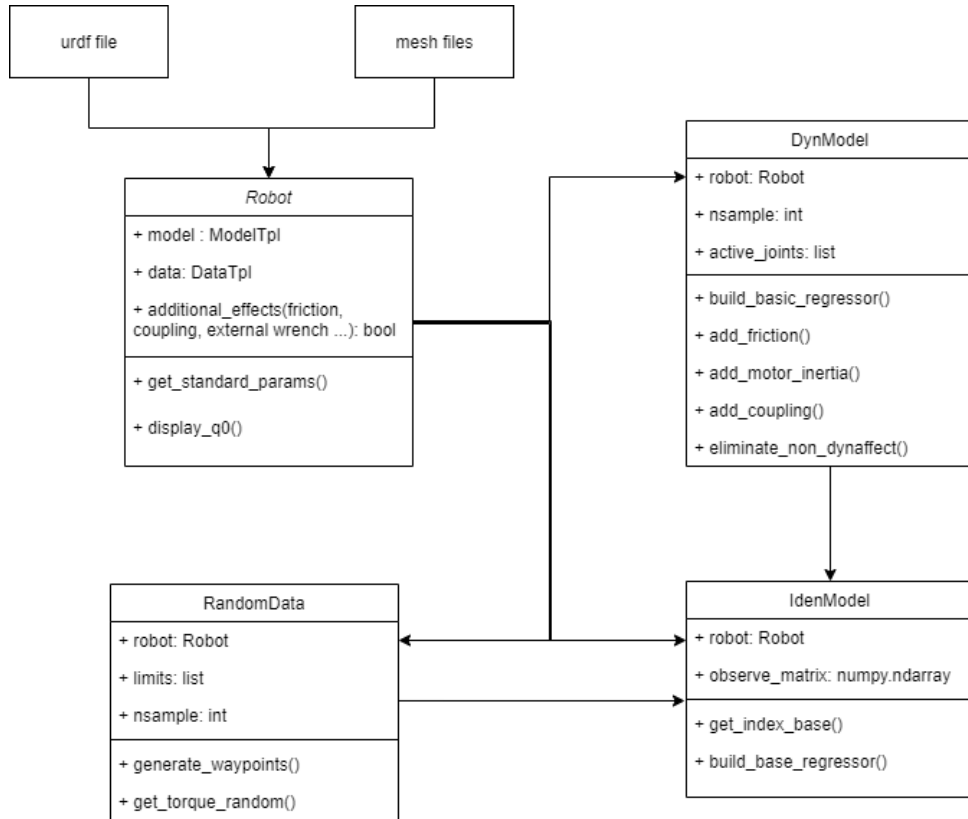 urdf file
mesh files
Robot
+ model : ModelTpl
+ data: DataTpl
+ additional_effects(friction,
coupling, external wrench ...): bool
+ get_standard_params()
+ display_q0()
DynModel
+ robot: Robot
+ nsample: int
+ active_joints: list
+ build_basic_regressor()
+ add_friction()
+ add_motor_inertia()
+ add_coupling()
+ eliminate_non_dynaffect()
RandomData
+ robot: Robot
+ limits: list
+ nsample: int
+ generate_waypoints()
+ get_torque_random()
IdenModel
+ robot: Robot
+ observe_matrix: numpy.ndarray
+ get_index_base()
+ build_base_regressor()